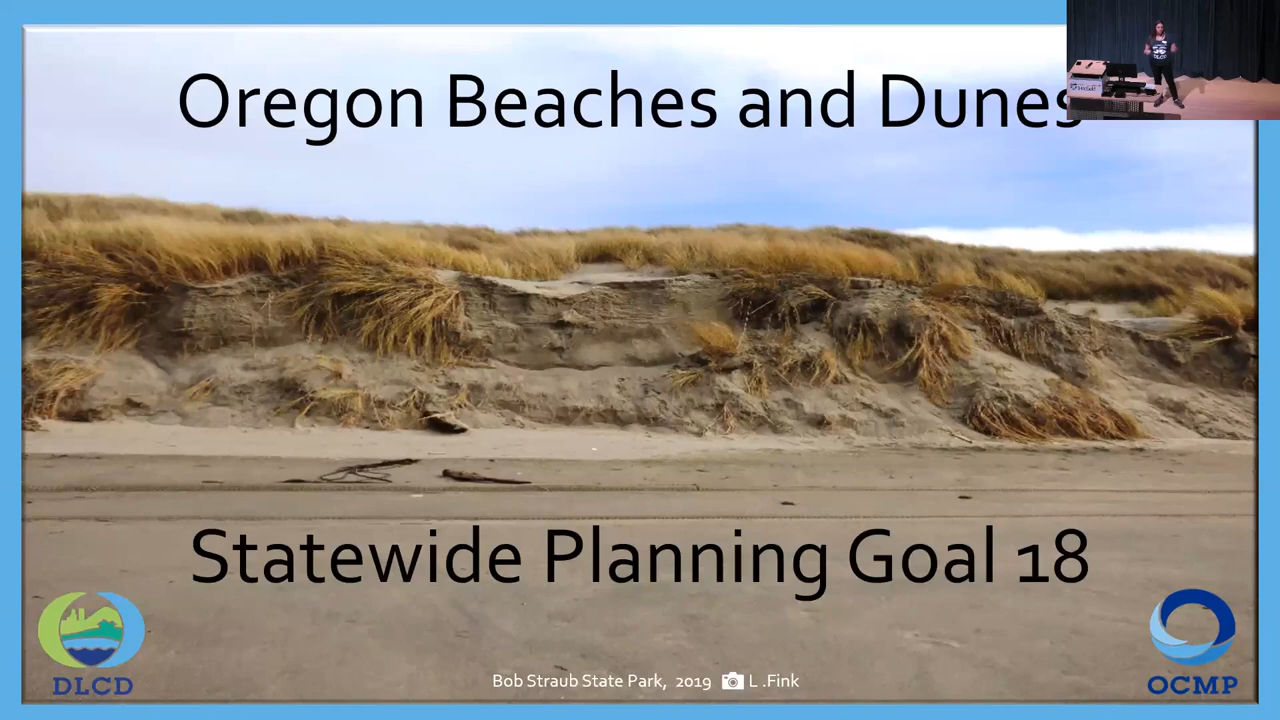 Oregon Beaches and Dunes
Statewide Planning Goal 18
DLCD
Bob Straub State Park, 2019 L .Fink
OCMP